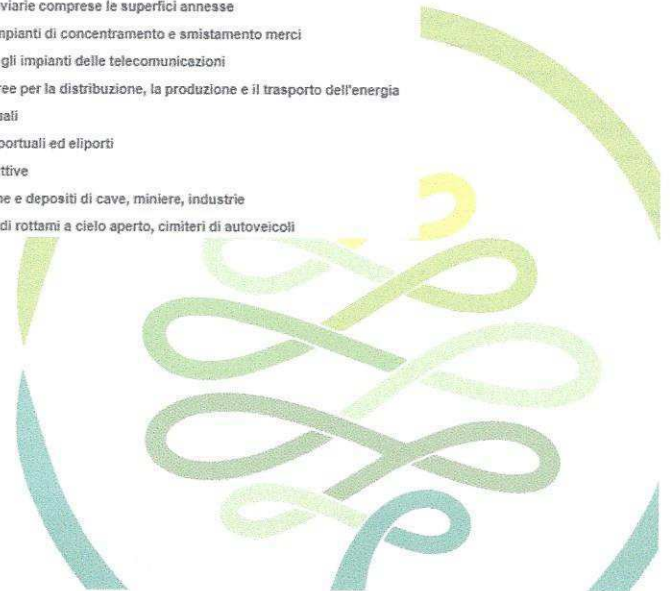 viarie comprese le superfici annesse
mpianti di concentramento e smistamento merci
gli impianti delle telecomunicazioni
ree per la distribuzione, la produzione e il trasporto dell'energia
uali
portuali ed eliporti
ttive
ne e depositi di cave, miniere, industrie
di rottami a cielo aperto, cimiteri di autoveicoli